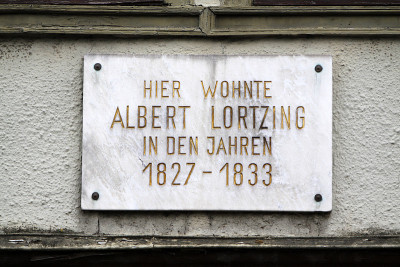 HIER WOHNTE
ALBERT LORTZING
IN DEN JAHREN
1827 - 1833